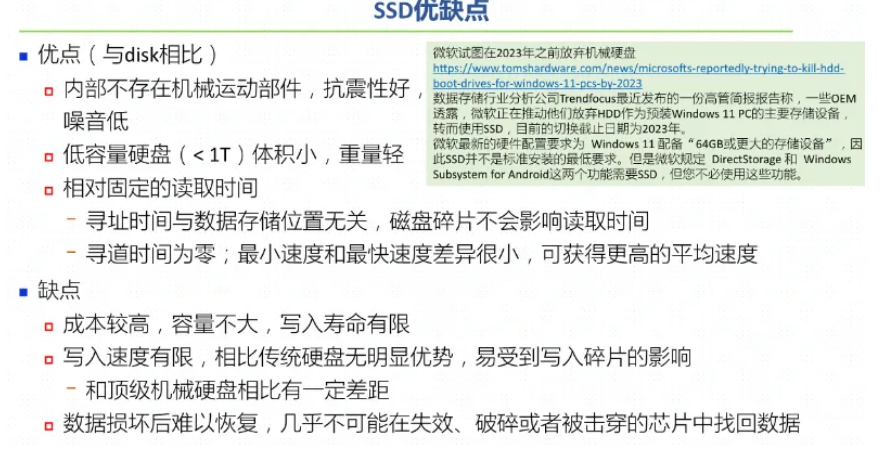 SSD优缺点
优点（与disk相比）
内部不存在机械运动部件，抗震性好，
噪音低
低容量硬盘（< 1T）体积小，重量轻
相对固定的读取时间
- 寻址时间与数据存储位置无关，磁盘碎片不会影响读取时间
- 寻道时间为零；最小速度和最快速度差异很小，可获得更高的平均速度
缺点
成本较高，容量不大，写入寿命有限
写入速度有限，相比传统硬盘无明显优势，易受到写入碎片的影响
- 和顶级机械硬盘相比有一定差距
数据损坏后难以恢复，几乎不可能在失效、破碎或者被击穿的芯片中找回数据
微软试图在2023年之前放弃机械硬盘
https://www.tomshardware.com/news/microsofts-reportedly-trying-to-kill-hdd-
boot-drives-for-windows-11-pcs-by-2023
数据存储行业分析公司Trendfocus最近发布的一份高管简报报告称，一些OEM
透露，微软正在推动他们放弃HDD作为预装Windows 11 PC的主要存储设备，
转而使用SSD，目前的切换截止日期为2023年。
微软最新的硬件配置要求为 Windows 11 配备“64GB或更大的存储设备”，因
此SSD并不是标准安装的最低要求。但是微软规定 DirectStorage 和 Windows
Subsystem for Android这两个功能需要SSD，但您不必使用这些功能。